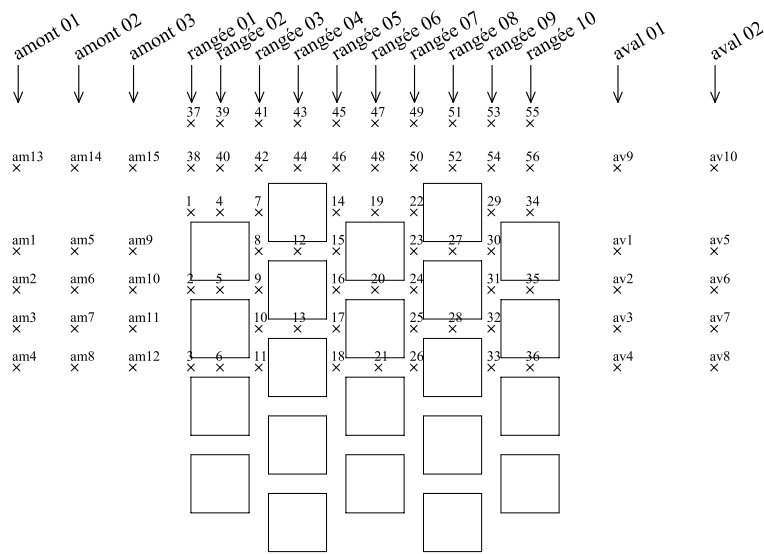 amont 01 amont 02 amont 03 rangée 01 rangée 02 rangée 03 rangée 04 rangée 05 rangée 06 rangée 07 rangée 08 rangée 09 rangée 10 aval 01 aval 02
37 39 41 43 45 47 49 51 53 55
am13 am14 am15 38 40 42 44 46 48 50 52 54 56 av9 av10
1 4 7 14 19 22 29 34
am1 am5 am9 8 12 15 23 27 30 av1 av5
am2 am6 am10 2 5 9 16 20 24 31 35 av2 av6
am3 am7 am11 10 13 17 25 28 32 av3 av7
am4 am8 am12 3 6 11 18 21 26 33 36 av4 av8